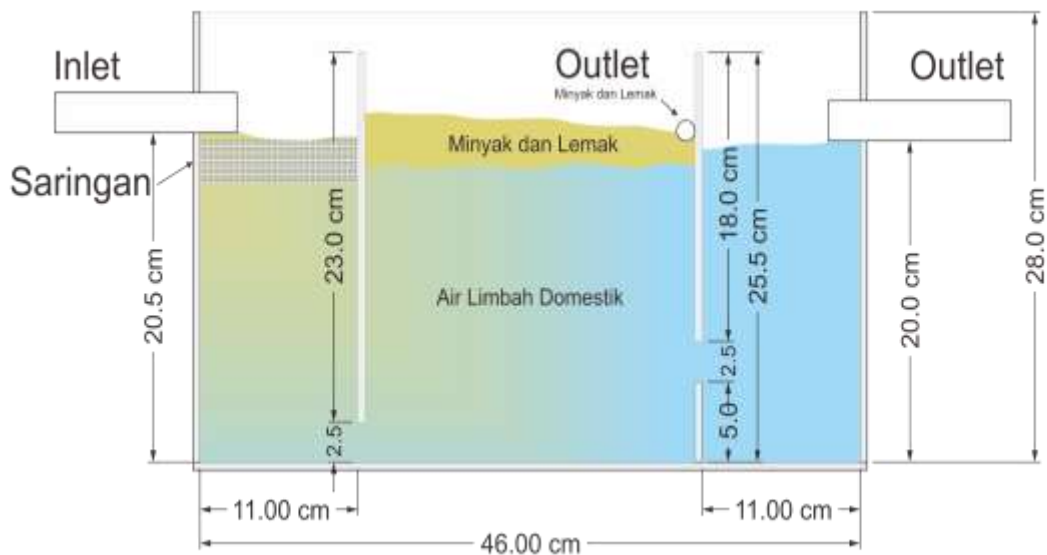 Inlet
Outlet
Minyak dan Lemak
Outlet
Minyak dan Lemak
Saringan
Air Limbah Domestik
20.5 cm
23.0 cm
2.5
18.0 cm
25.5 cm
2.5
5.0
20.0 cm
28.0 cm
11.00 cm
11.00 cm
46.00 cm